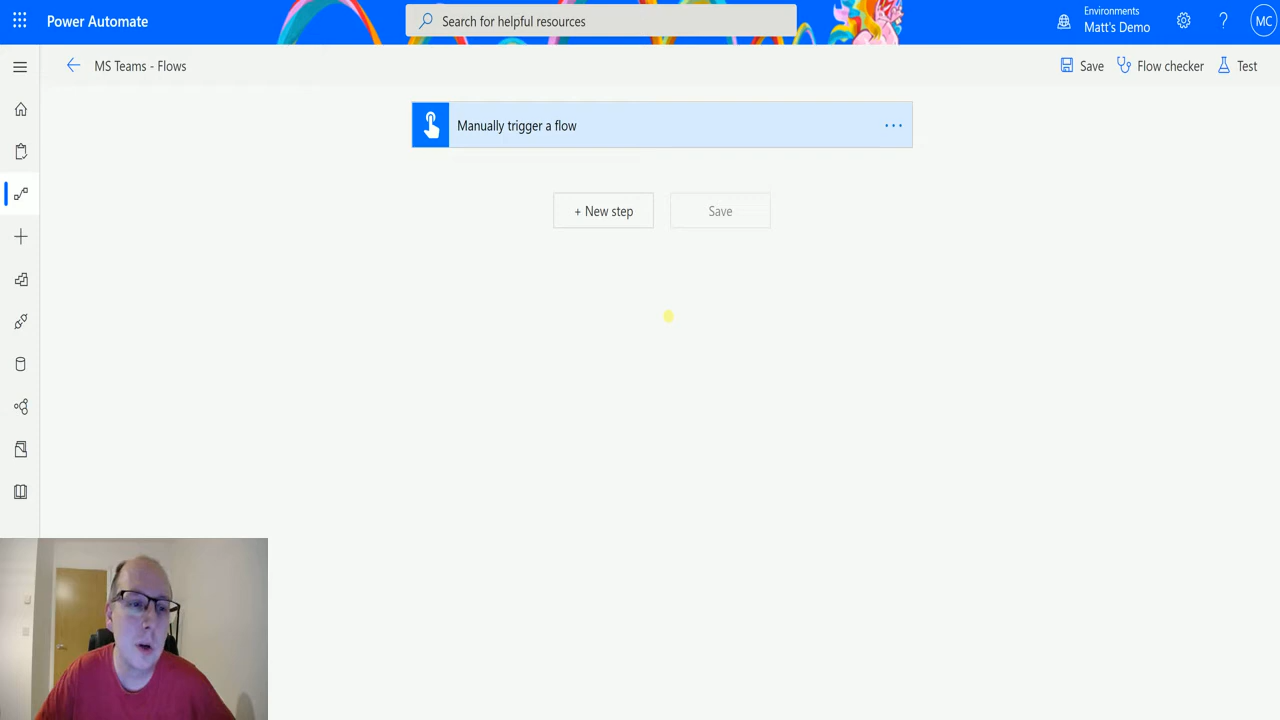 Power Automate
Search for helpful resources
Environments
Matt's Demo
?
MC
MS Teams - Flows
Save
Flow checker
Test
Manually trigger a flow
...
+ New step
Save